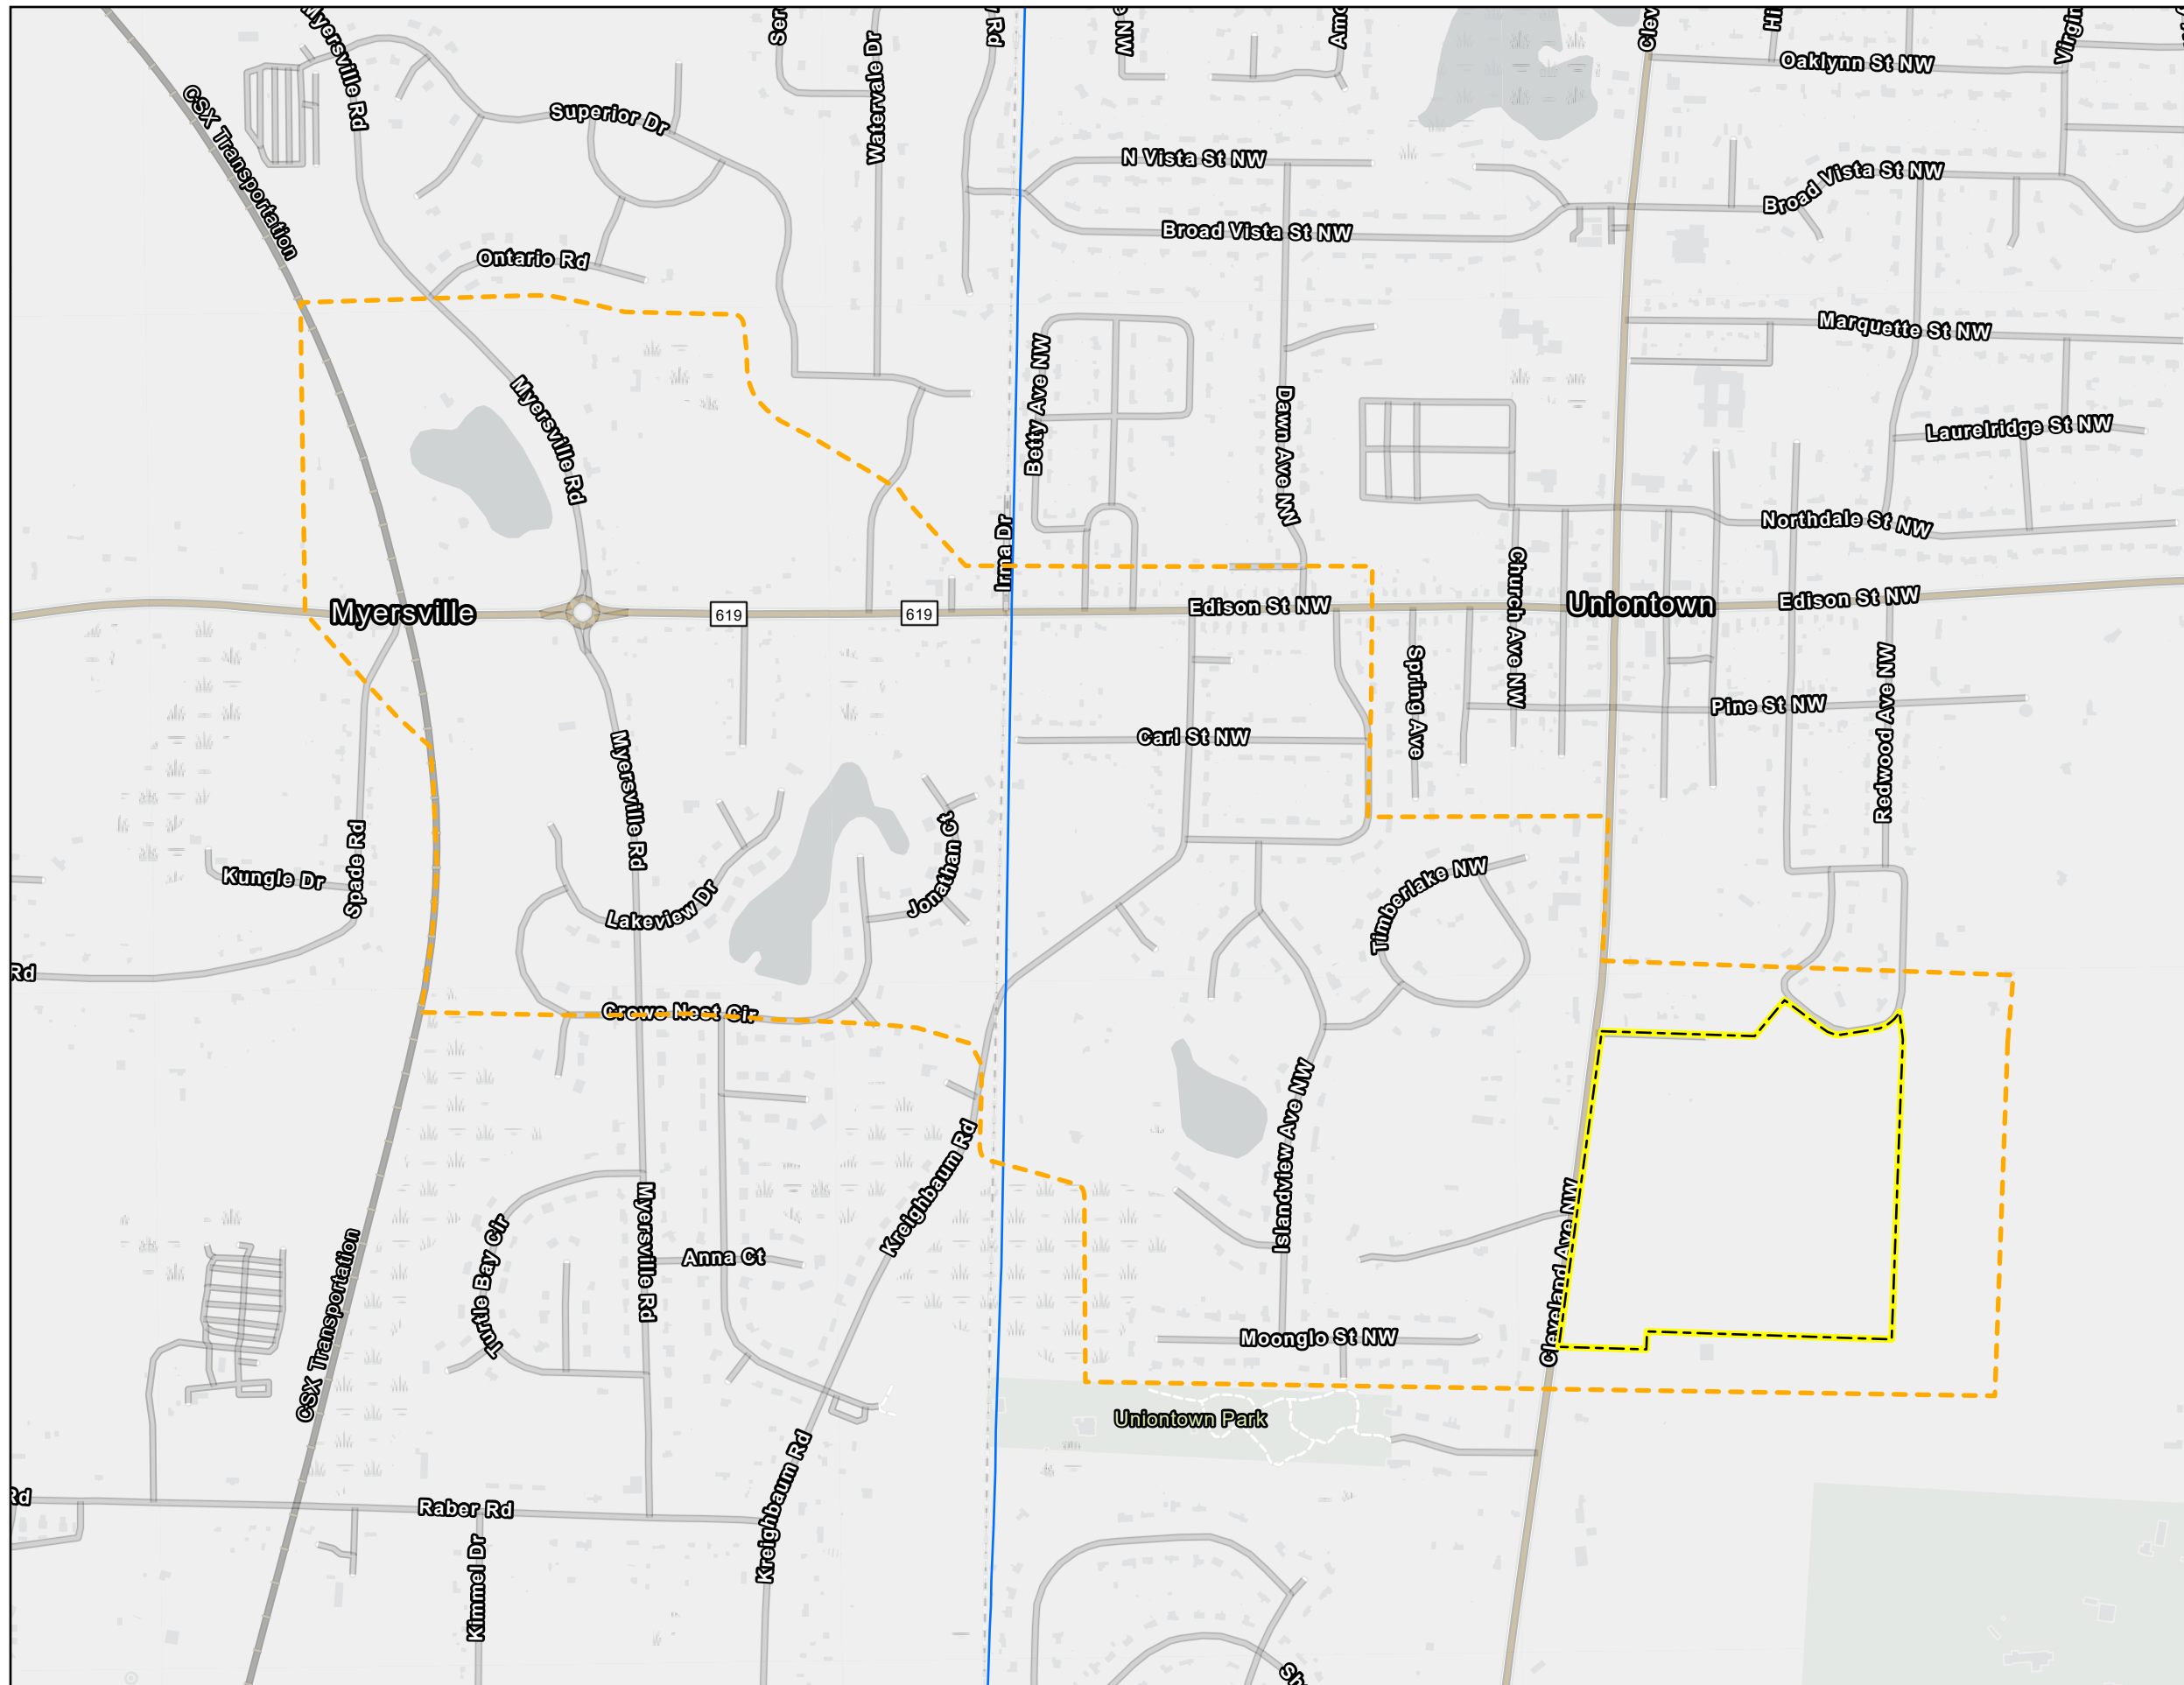 Myersville Rd
Rd
Oaklynn St NW
CSX Transportation
Superior Dr
Watervale Dr
N Vista St NW
Broad Vista St NW
Broad Vista St NW
Ontario Rd
Marquette St NW
Myersville Rd
Betty Ave NW
Dawn Ave NW
Laurelridge St NW
Northdale St NW
Irma Dr
Church Ave NW
Myersville
619
619
Edison St NW
Uniontown
Edison St NW
Spring Ave
Redwood Ave NW
Pine St NW
Carl St NW
Myersville Rd
Spade Rd
Kungle Dr
Lakeview Dr
Jonathan Ct
Timberlake NW
Rd
Crows Nest Cir
Kreighbaum Rd
Islandview Ave NW
Cleveland Ave NW
Myersville Rd
Turtle Bay Cir
Anna Ct
CSX Transportation
Moonglo St NW
Uniontown Park
Kreighbaum Rd
Rd
Raber Rd
Kimmel Dr